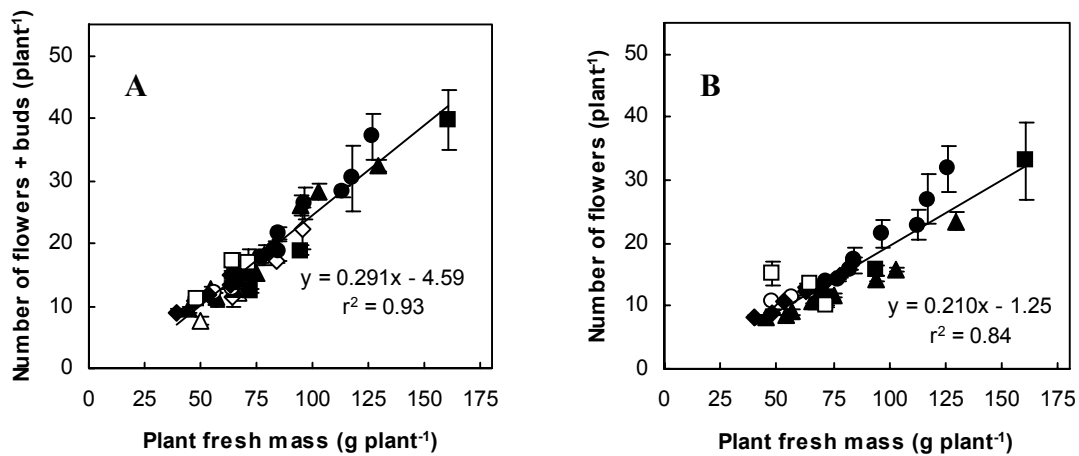 Number of flowers + buds (plant⁻¹)
50
40
30
20
10
0
A
y = 0.291x - 4.59
r² = 0.93
0 25 50 75 100 125 150 175
Plant fresh mass (g plant⁻¹)
Number of flowers (plant⁻¹)
50
40
30
20
10
0
B
y = 0.210x - 1.25
r² = 0.84
0 25 50 75 100 125 150 175
Plant fresh mass (g plant⁻¹)